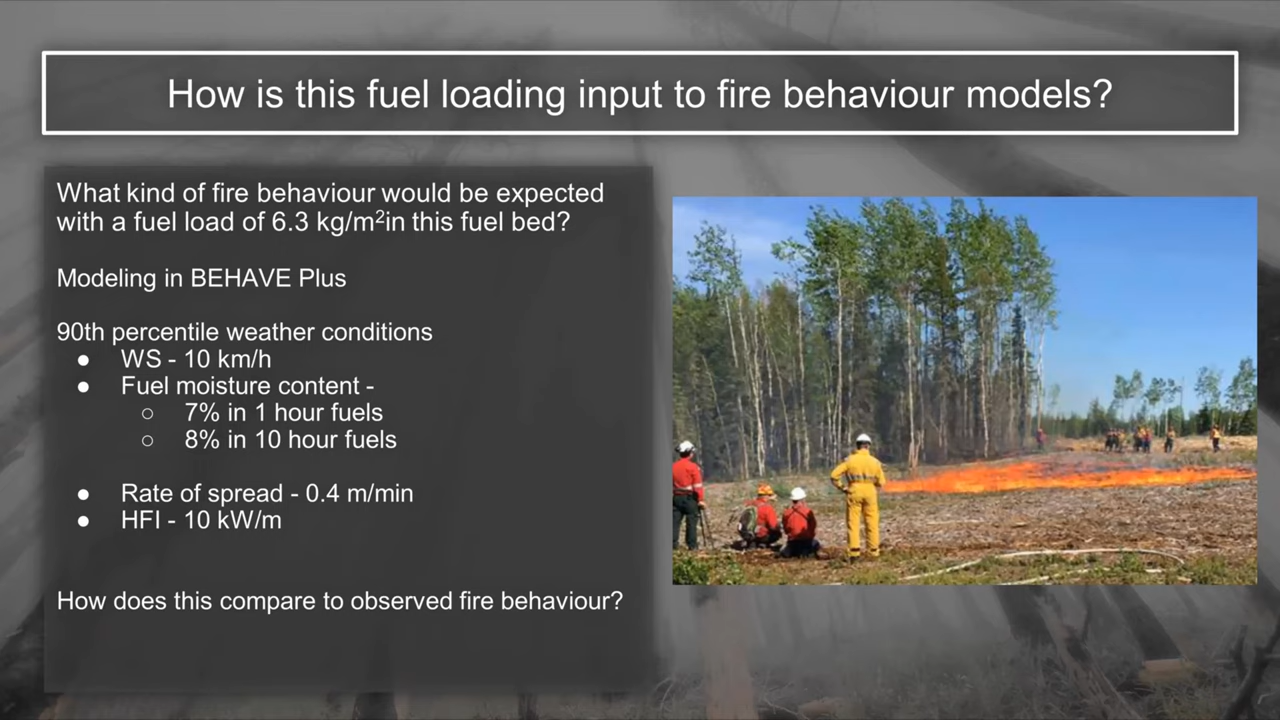 How is this fuel loading input to fire behaviour models?
What kind of fire behaviour would be expected
with a fuel load of 6.3 kg/m²in this fuel bed?
Modeling in BEHAVE Plus
90th percentile weather conditions
● WS - 10 km/h
● Fuel moisture content -
○ 7% in 1 hour fuels
○ 8% in 10 hour fuels
● Rate of spread - 0.4 m/min
● HFI - 10 kW/m
How does this compare to observed fire behaviour?